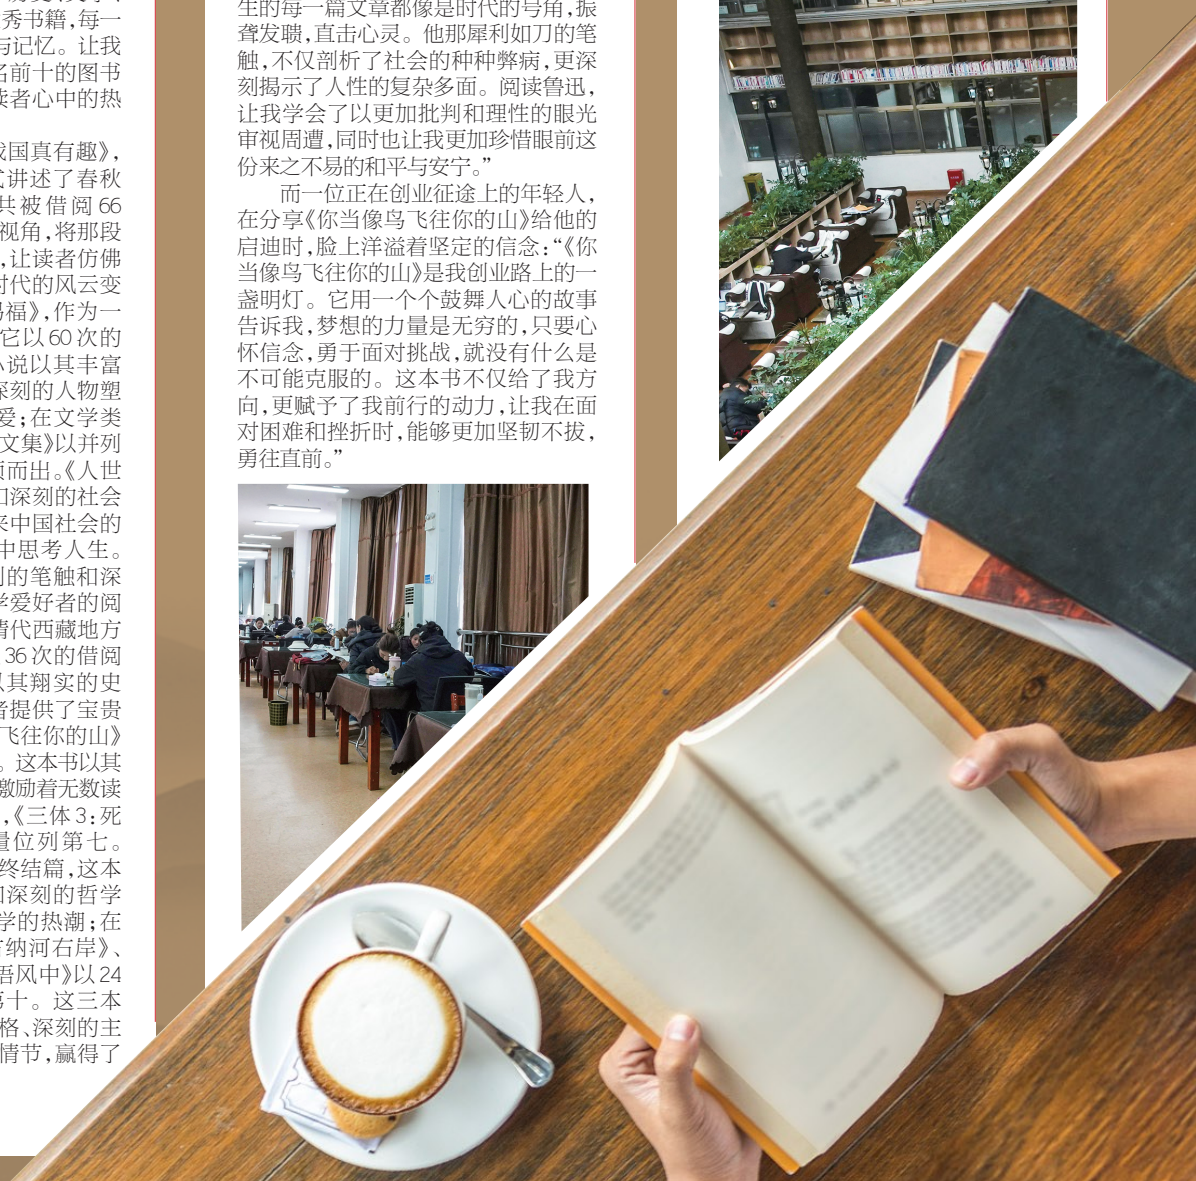 秀书籍，每一
与记忆。让我
名前十的图书
读者心中的热
我国真有趣》，
式讲述了春秋
共被借阅66
视角，将那段
，让读者仿佛
时代的风云变
玛福》，作为一
它以60次的
小说以其丰富
深刻的人物塑
爱；在文学类
文集》以并列
颖而出。《人世
和深刻的社会
来中国社会的
中思考人生。
利的笔触和深
学爱好者的阅
清代西藏地方
36次的借阅
以其翔实的史
者提供了宝贵
飞往你的山》
。这本书以其
激励着无数读
，《三体3：死
量位列第七。
终结篇，这本
和深刻的哲学
学的热潮；在
古纳河右岸》、
语风中》以24
第十。这三本
格、深刻的主
情节，赢得了
生的每一篇文章都像是时代的号角，振
聋发聩，直击心灵。他那犀利如刀的笔
触，不仅剖析了社会的种种弊病，更深
刻揭示了人性的复杂多面。阅读鲁迅，
让我学会了以更加批判和理性的眼光
审视周遭，同时也让我更加珍惜眼前这
份来之不易的和平与安宁。”
而一位正在创业征途上的年轻人，
在分享《你当像鸟飞往你的山》给他的
启迪时，脸上洋溢着坚定的信念：“《你
当像鸟飞往你的山》是我创业路上的一
盏明灯。它用一个个鼓舞人心的故事
告诉我，梦想的力量是无穷的，只要心
怀信念，勇于面对挑战，就没有什么是
不可能克服的。这本书不仅给了我方
向，更赋予了我前行的动力，让我在面
对困难和挫折时，能够更加坚韧不拔，
勇往直前。”